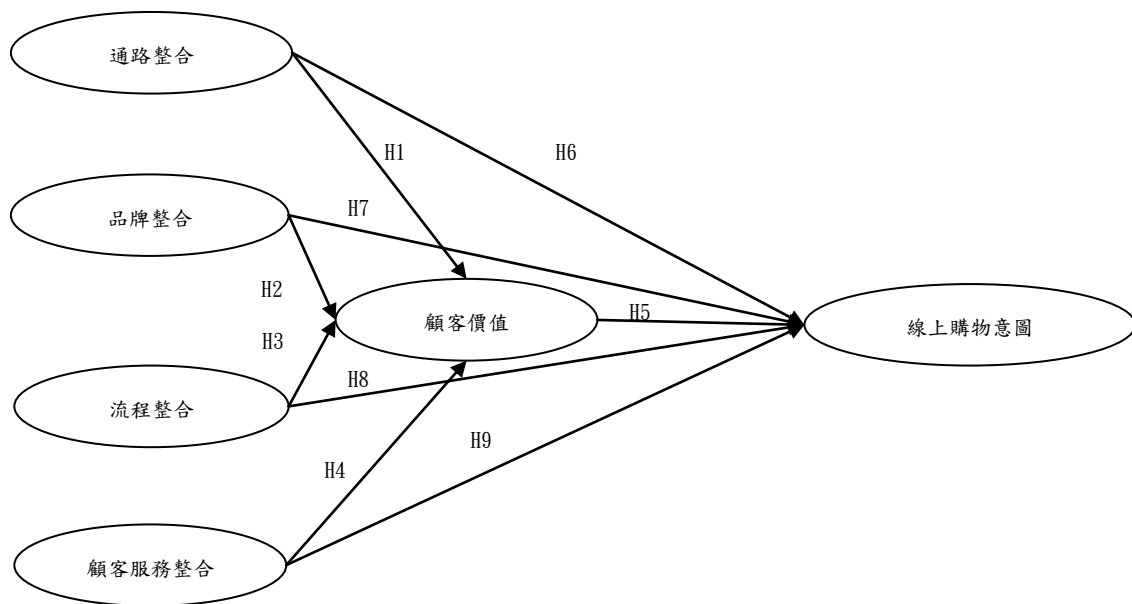 通路整合
H1
H6
品牌整合
H7
H2
顧客價值
H5
線上購物意圖
H3
流程整合
H8
H9
H4
顧客服務整合